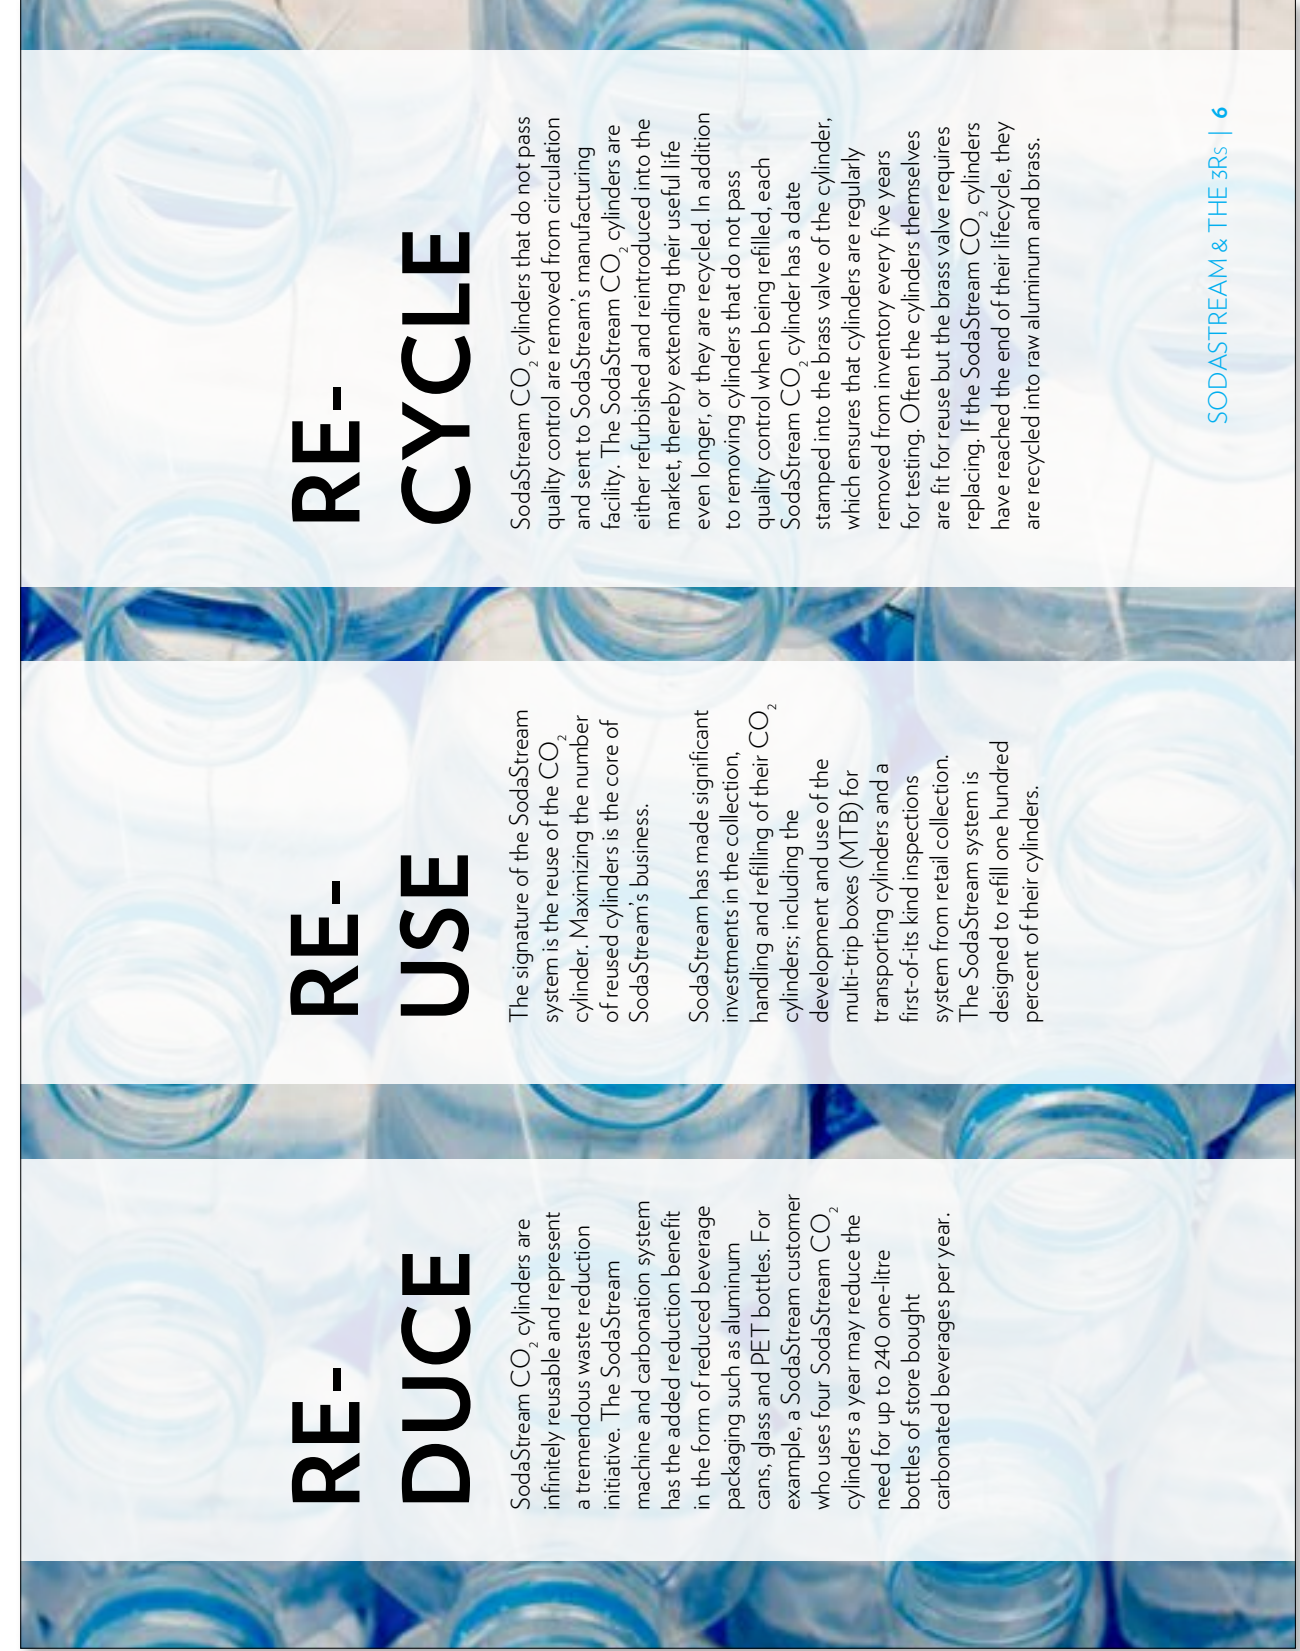 RE-
DUCE
SodaStream CO₂ cylinders are
infinitely reusable and represent
a tremendous waste reduction
initiative. The SodaStream
machine and carbonation system
has the added reduction benefit
in the form of reduced beverage
packaging such as aluminum
cans, glass and PET bottles. For
example, a SodaStream customer
who uses four SodaStream CO₂
cylinders a year may reduce the
need for up to 240 one-litre
bottles of store bought
carbonated beverages per year.
RE-
USE
The signature of the SodaStream
system is the reuse of the CO₂
cylinder. Maximizing the number
of reused cylinders is the core of
SodaStream's business.
SodaStream has made significant
investments in the collection,
handling and refilling of their CO₂
cylinders; including the
development and use of the
multi-trip boxes (MTB) for
transporting cylinders and a
first-of-its kind inspections
system from retail collection.
The SodaStream system is
designed to refill one hundred
percent of their cylinders.
RE-
CYCLE
SodaStream CO₂ cylinders that do not pass
quality control are removed from circulation
and sent to SodaStream's manufacturing
facility. The SodaStream CO₂ cylinders are
either refurbished and reintroduced into the
market, thereby extending their useful life
even longer, or they are recycled. In addition
to removing cylinders that do not pass
quality control when being refilled, each
SodaStream CO₂ cylinder has a date
stamped into the brass valve of the cylinder,
which ensures that cylinders are regularly
removed from inventory every five years
for testing. Often the cylinders themselves
are fit for reuse but the brass valve requires
replacing. If the SodaStream CO₂ cylinders
have reached the end of their lifecycle, they
are recycled into raw aluminum and brass.
SODASTREAM & THE 3Rs | 6